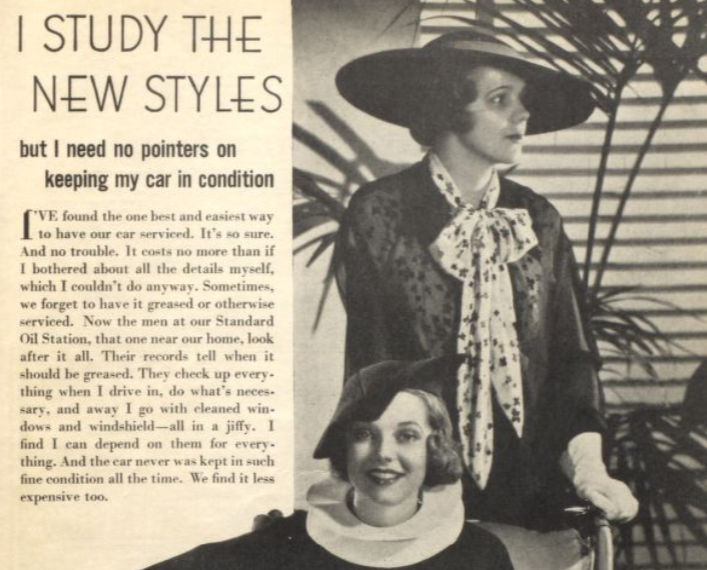 I STUDY THE
NEW STYLES
but I need no pointers on
keeping my car in condition
I'VE found the one best and easiest way
to have our car serviced. It's so sure.
And no trouble. It costs no more than if
I bothered about all the details myself,
which I couldn't do anyway. Sometimes,
we forget to have it greased or otherwise
serviced. Now the men at our Standard
Oil Station, that one near our home, look
after it all. Their records tell when it
should be greased. They check up every-
thing when I drive in, do what's neces-
sary, and away I go with cleaned win-
dows and windshield—all in a jiffy. I
find I can depend on them for every-
thing. And the car never was kept in such
fine condition all the time. We find it less
expensive too.